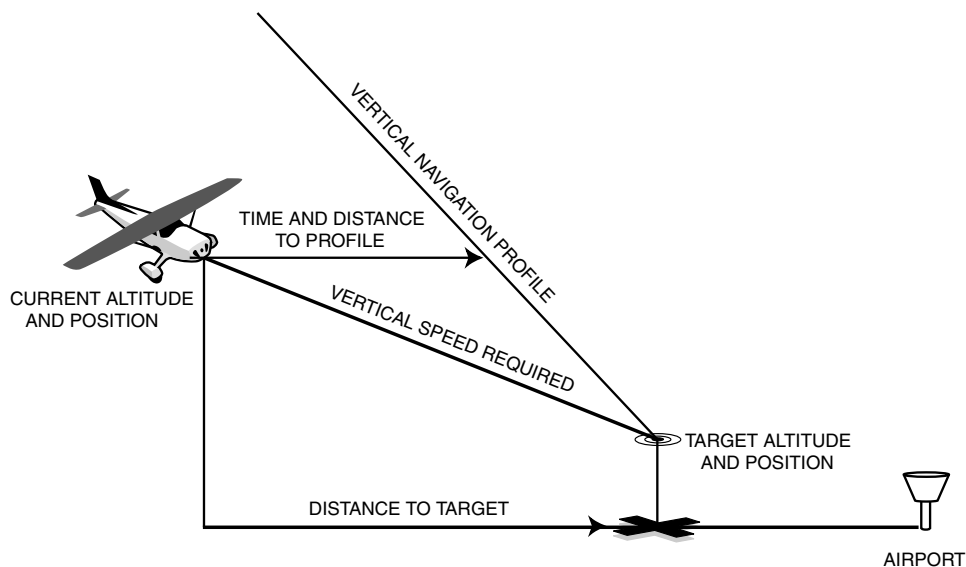 VERTICAL NAVIGATION PROFILE
TIME AND DISTANCE
TO PROFILE
CURRENT ALTITUDE
AND POSITION
VERTICAL SPEED REQUIRED
TARGET ALTITUDE
AND POSITION
DISTANCE TO TARGET
AIRPORT